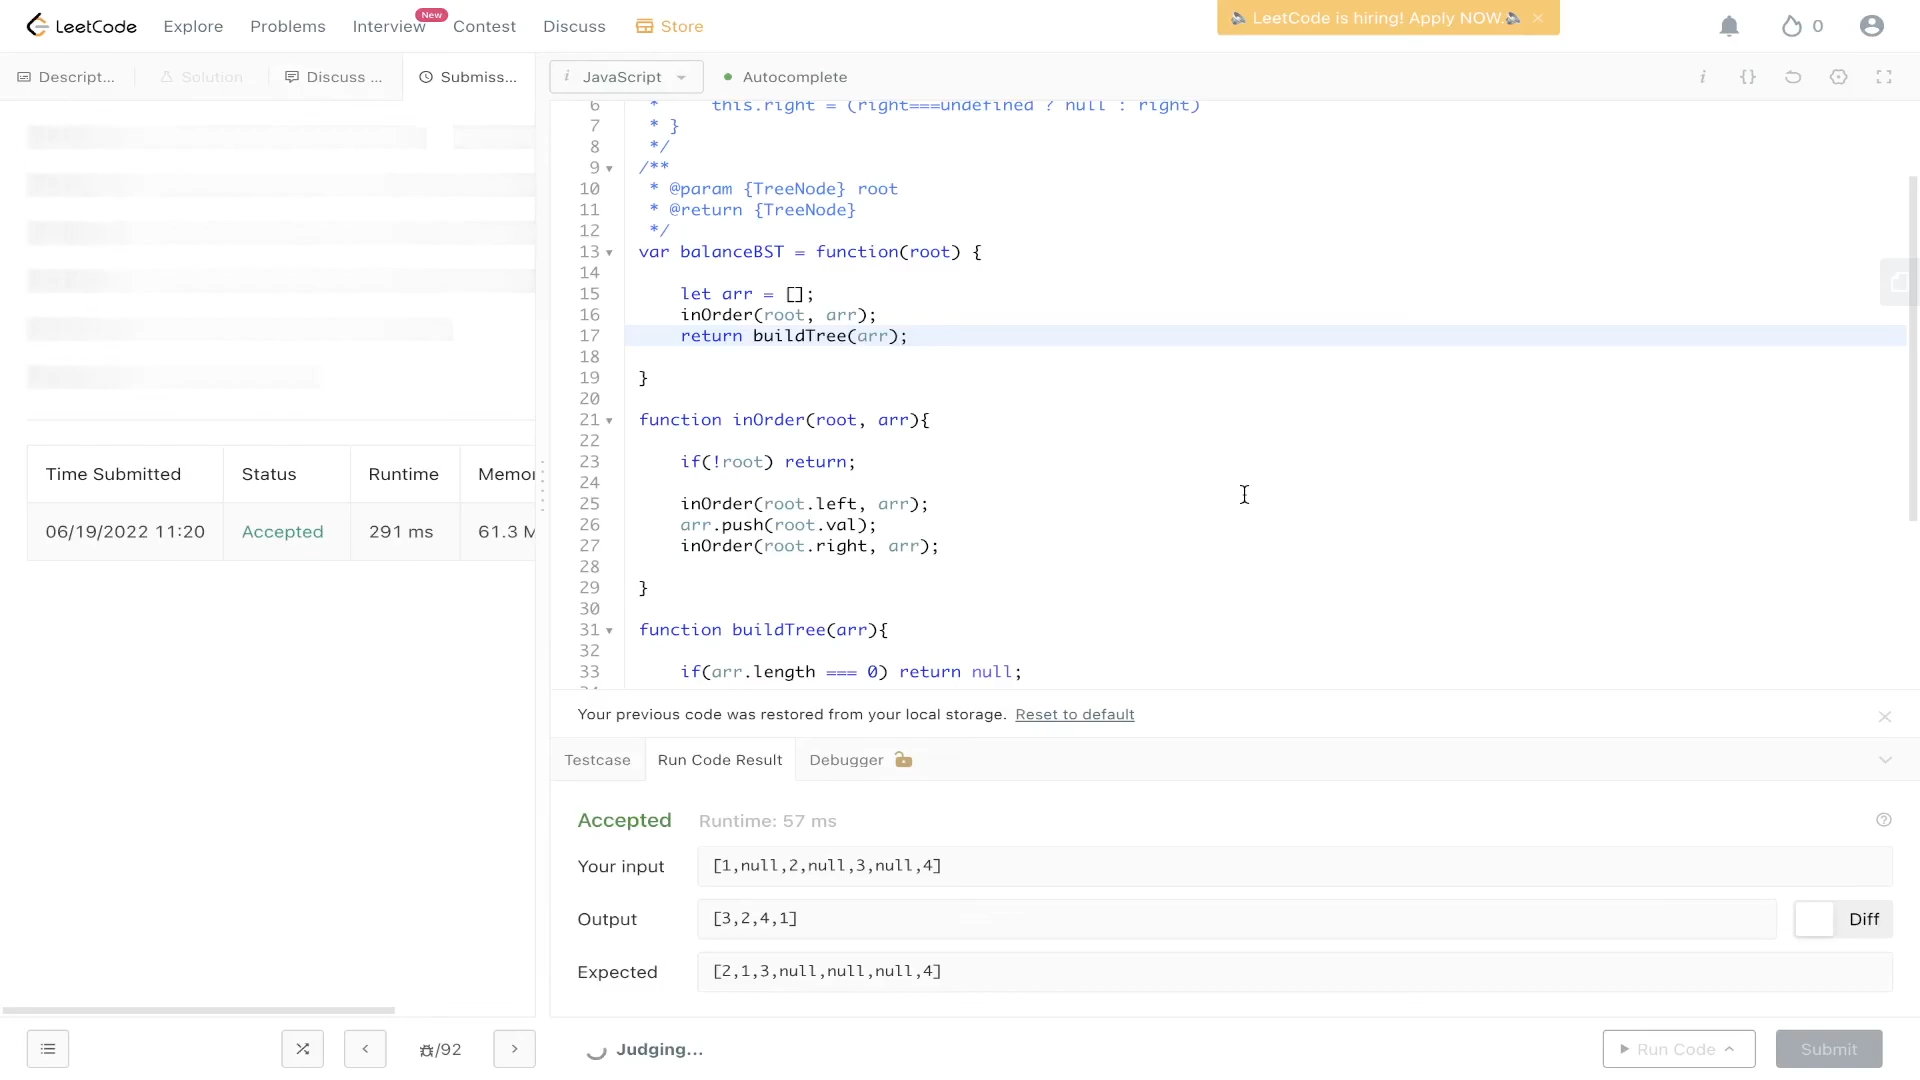 LeetCode Explore Problems Interview New Contest Discuss Store LeetCode is hiring! Apply NOW. 0
Descript... Solution Discuss ... Submiss... i JavaScript Autocomplete i {}
6 * this.right = (right===undefined ? null : right)
7 * }
8 */
9 /**
10 * @param {TreeNode} root
11 * @return {TreeNode}
12 */
13 var balanceBST = function(root) {
14
15 let arr = [];
16 inOrder(root, arr);
17 return buildTree(arr);
18
19 }
20
21 function inOrder(root, arr){
22
23 if(!root) return;
24
25 inOrder(root.left, arr);
26 arr.push(root.val);
27 inOrder(root.right, arr);
28
29 }
30
31 function buildTree(arr){
32
33 if(arr.length === 0) return null;
Time Submitted Status Runtime Memor
06/19/2022 11:20 Accepted 291 ms 61.3 M
Your previous code was restored from your local storage. Reset to default
Testcase Run Code Result Debugger
Accepted Runtime: 57 ms
Your input [1,null,2,null,3,null,4]
Output [3,2,4,1] Diff
Expected [2,1,3,null,null,null,4]
/92 Judging... Run Code Submit